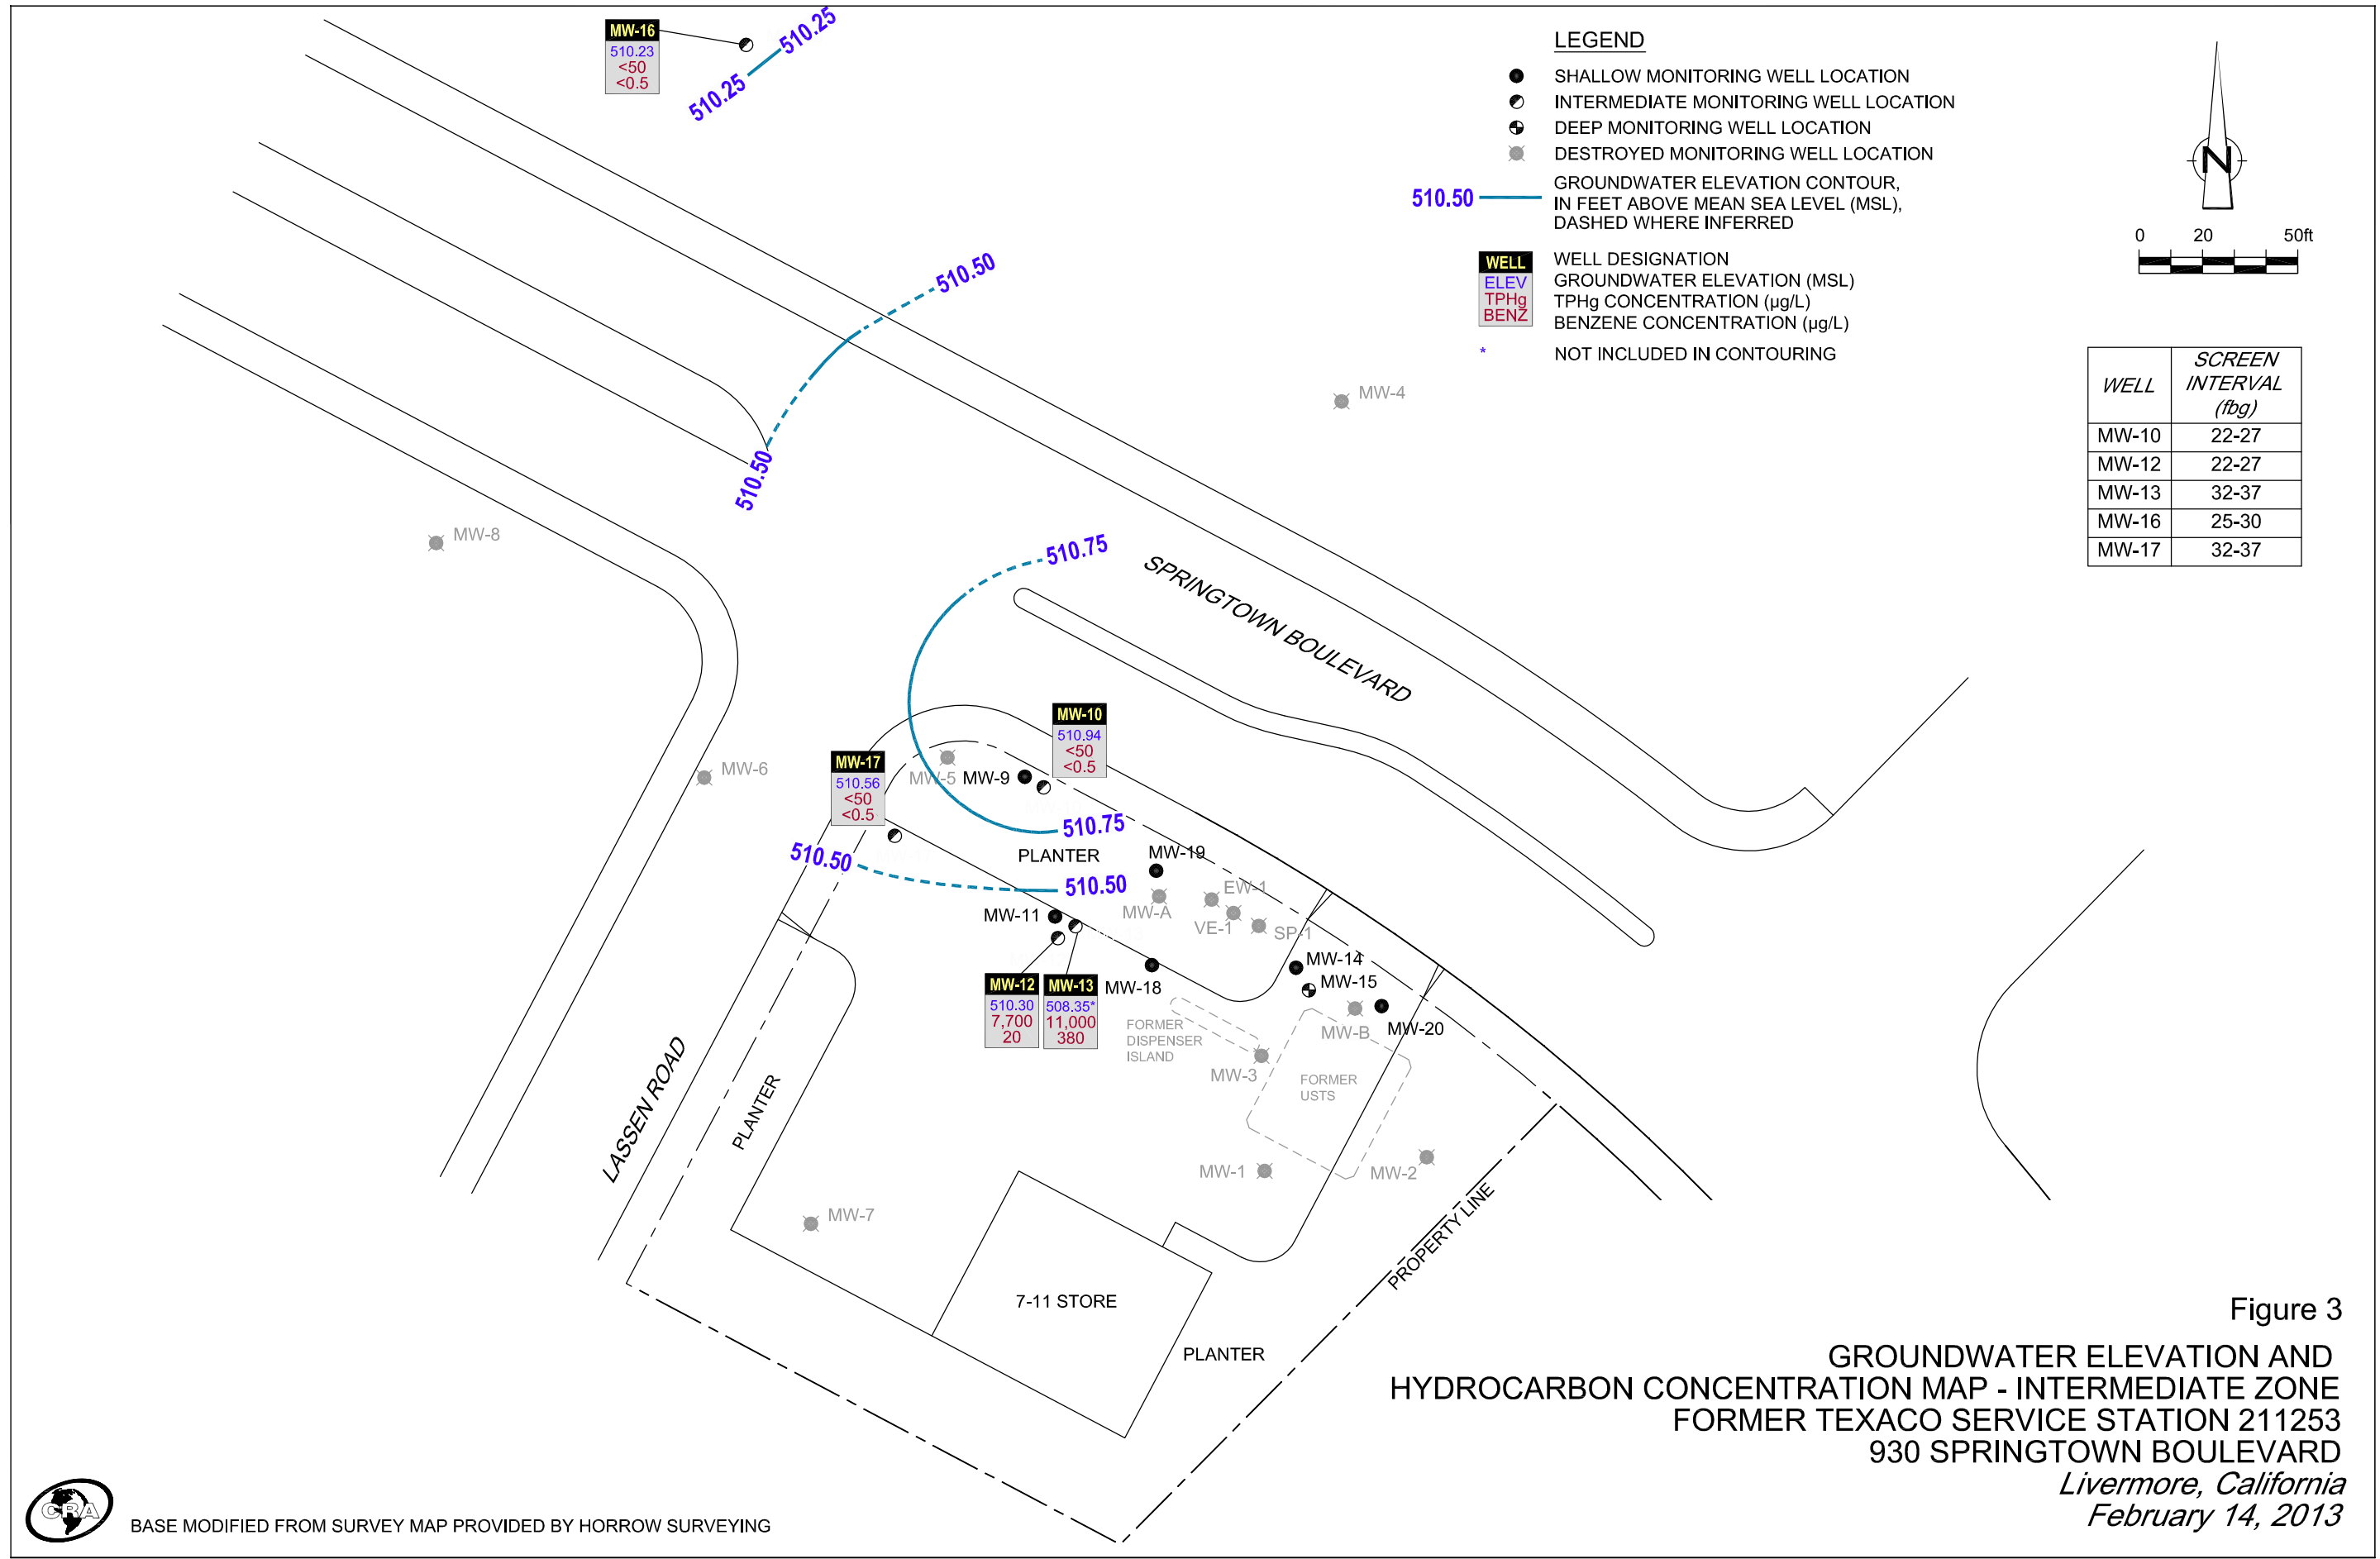 MW-16
510.23
<50
<0.5
510.25
510.25
LEGEND
SHALLOW MONITORING WELL LOCATION
INTERMEDIATE MONITORING WELL LOCATION
DEEP MONITORING WELL LOCATION
DESTROYED MONITORING WELL LOCATION
510.50
GROUNDWATER ELEVATION CONTOUR,
IN FEET ABOVE MEAN SEA LEVEL (MSL),
DASHED WHERE INFERRED
WELL
ELEV
TPHg
BENZ
WELL DESIGNATION
GROUNDWATER ELEVATION (MSL)
TPHg CONCENTRATION (µg/L)
BENZENE CONCENTRATION (µg/L)
* NOT INCLUDED IN CONTOURING
N
0 20 50ft
WELL SCREEN INTERVAL (fbg)
MW-10 22-27
MW-12 22-27
MW-13 32-37
MW-16 25-30
MW-17 32-37
510.50
510.50
MW-4
MW-8
510.75
SPRINGTOWN BOULEVARD
MW-10
510.94
<50
<0.5
MW-17
510.56
<50
<0.5
MW-6
MW-5
MW-9
510.75
510.50
PLANTER
MW-19
510.50
EW-1
MW-A
VE-1
SP-1
MW-11
MW-14
MW-15
MW-18
MW-12
510.30
7,700
20
MW-13
508.35*
11,000
380
MW-B
MW-20
FORMER
DISPENSER
ISLAND
MW-3
FORMER
USTS
LASSEN ROAD
PLANTER
MW-1
MW-2
MW-7
PROPERTY LINE
7-11 STORE
PLANTER
Figure 3
GROUNDWATER ELEVATION AND
HYDROCARBON CONCENTRATION MAP - INTERMEDIATE ZONE
FORMER TEXACO SERVICE STATION 211253
930 SPRINGTOWN BOULEVARD
Livermore, California
February 14, 2013
CRA
BASE MODIFIED FROM SURVEY MAP PROVIDED BY HORROW SURVEYING